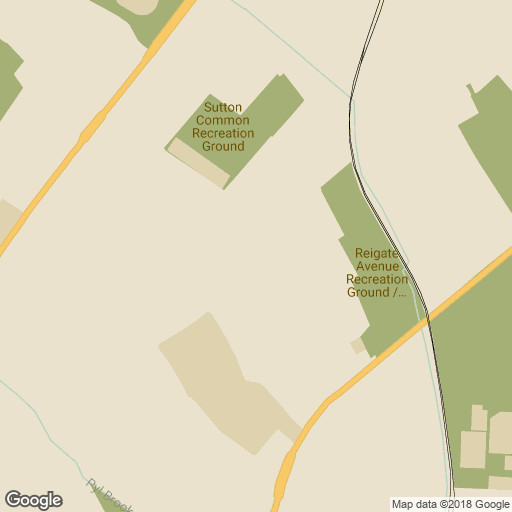 Sutton
Common
Recreation
Ground
Reigate
Avenue
Recreation
Ground /...
Pyl Brook
Google
Map data ©2018 Google